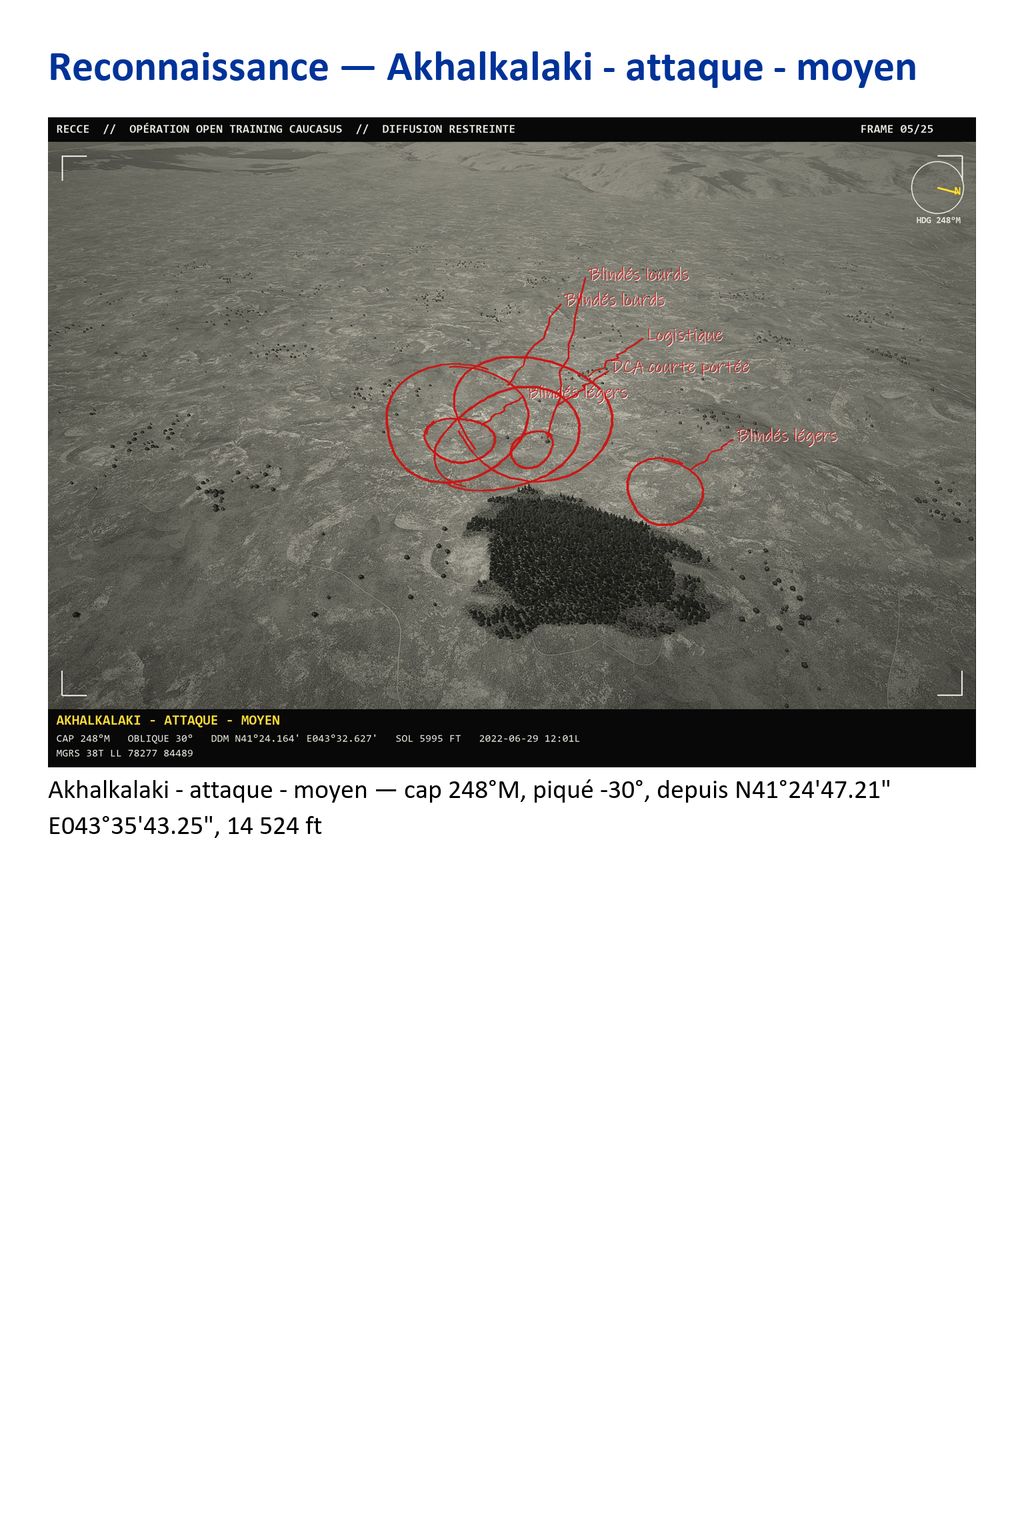 Reconnaissance — Akhalkalaki - attaque - moyen
RECCE // OPÉRATION OPEN TRAINING CAUCASUS // DIFFUSION RESTREINTE FRAME 05/25
N
HDG 248°M
Blindés lourds
Blindés lourds
Logistique
DCA courte portée
Blindés légers
Blindés légers
AKHALKALAKI - ATTAQUE - MOYEN
CAP 248°M OBLIQUE 30° DDM N41°24.164' E043°32.627' SOL 5995 FT 2022-06-29 12:01L
MGRS 38T LL 78277 84489
Akhalkalaki - attaque - moyen — cap 248°M, piqué -30°, depuis N41°24'47.21"
E043°35'43.25", 14 524 ft